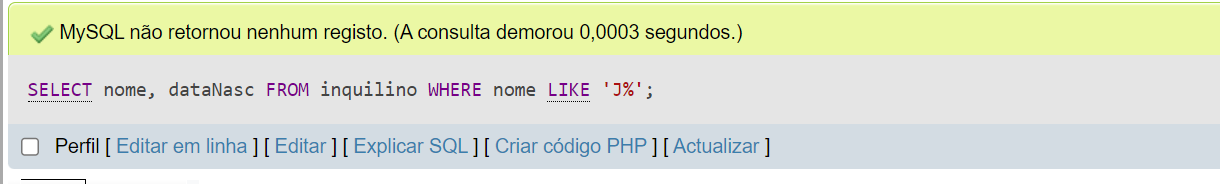 MySQL não retornou nenhum registo. (A consulta demorou 0,0003 segundos.)
SELECT nome, dataNasc FROM inquilino WHERE nome LIKE 'J%';
Perfil [ Editar em linha ] [ Editar ] [ Explicar SQL ] [ Criar código PHP ] [ Actualizar ]